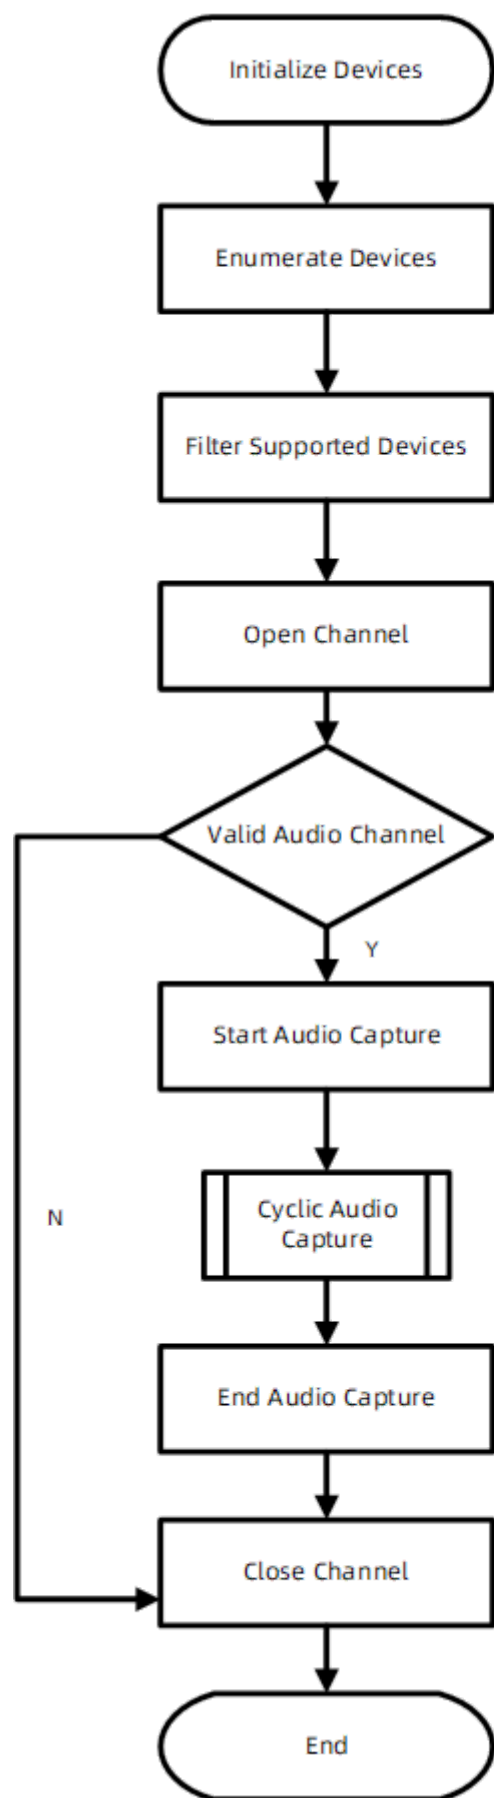 Initialize Devices
Enumerate Devices
Filter Supported Devices
Open Channel
Valid Audio Channel
Y
Start Audio Capture
N
Cyclic Audio
Capture
End Audio Capture
Close Channel
End